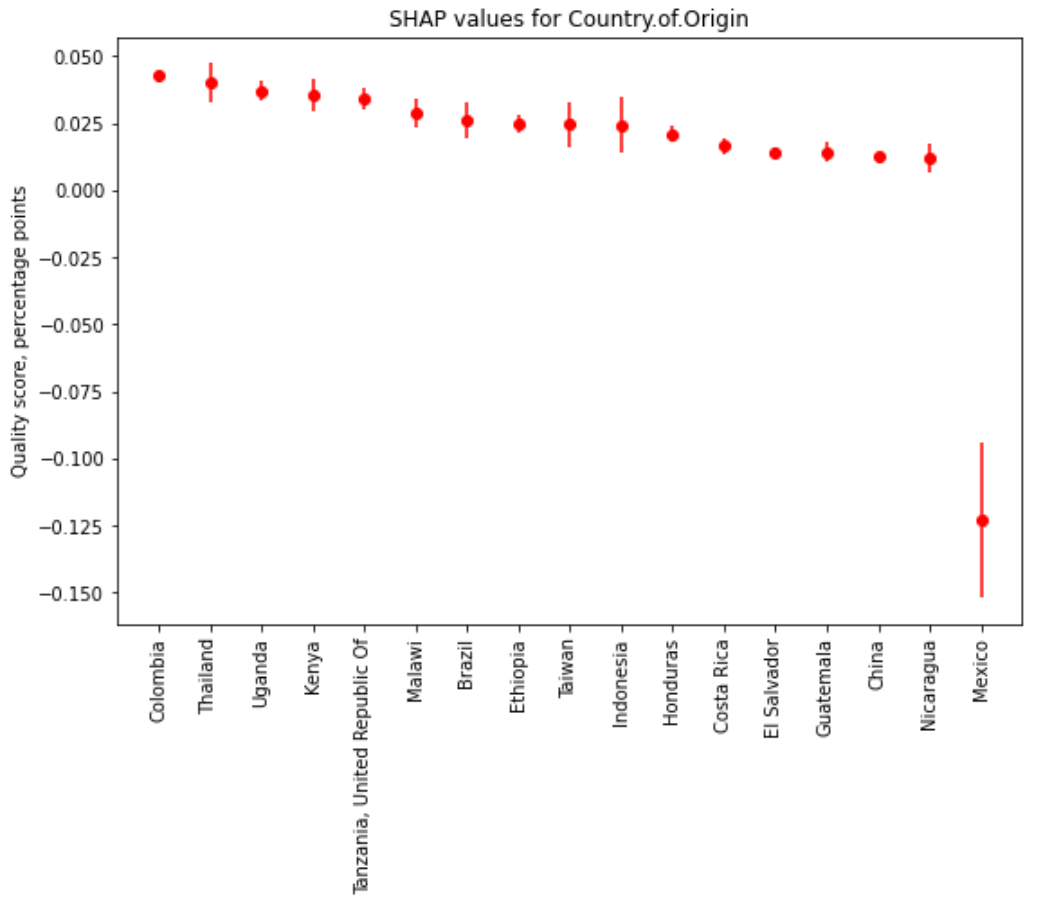 SHAP values for Country.of.Origin
Quality score, percentage points
0.050
0.025
0.000
−0.025
−0.050
−0.075
−0.100
−0.125
−0.150
Colombia
Thailand
Uganda
Kenya
Tanzania, United Republic Of
Malawi
Brazil
Ethiopia
Taiwan
Indonesia
Honduras
Costa Rica
El Salvador
Guatemala
China
Nicaragua
Mexico